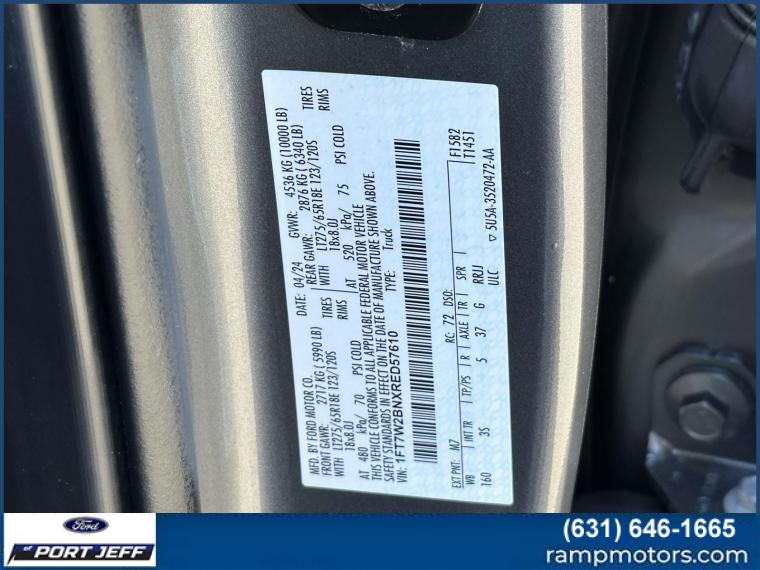 MFD. BY FORD MOTOR CO. DATE: 04/24 GVWR: 4536 KG (10000 LB)
FRONT GAWR: 2717 KG (5990 LB) REAR GAWR: 2876 KG (6340 LB)
WITH LT275/65R18E 123/120S TIRES WITH LT275/65R18E 123/120S TIRES
18x8.0J RIMS 18x8.0J RIMS
AT 480 kPa/ 70 PSI COLD AT 520 kPa/ 75 PSI COLD
THIS VEHICLE CONFORMS TO ALL APPLICABLE FEDERAL MOTOR VEHICLE
SAFETY STANDARDS IN EFFECT ON THE DATE OF MANUFACTURE SHOWN ABOVE.
VIN: 1FT7W2BNXRED57610 TYPE: Truck
F1582
EXT PNT: M7 RC: 72 DSO: T1451
WB INT TR TP/PS R AXLE TR SPR
160 3S 5 37 G RRJJ
ULC 5U5A-3520472-AA
Ford
of PORT JEFF
(631) 646-1665
rampmotors.com